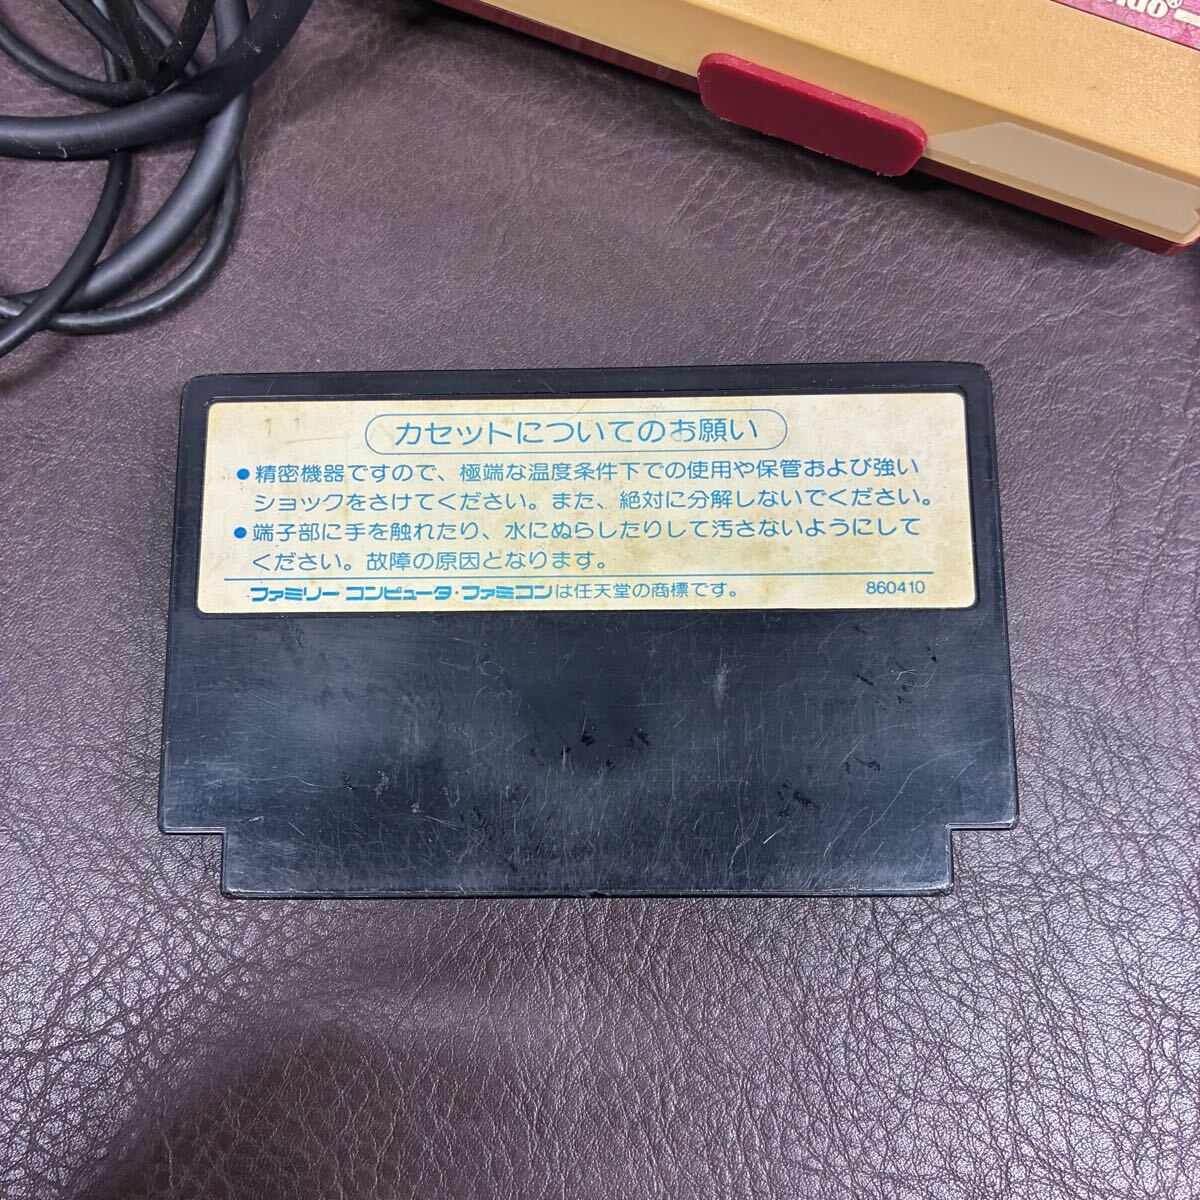 11
カセットについてのお願い
●精密機器ですので、極端な温度条件下での使用や保管および強い
ショックをさけてください。また、絶対に分解しないでください。
●端子部に手を触れたり、水にぬらしたりして汚さないようにして
ください。故障の原因となります。
ファミリーコンピュータ・ファミコンは任天堂の商標です。 860410